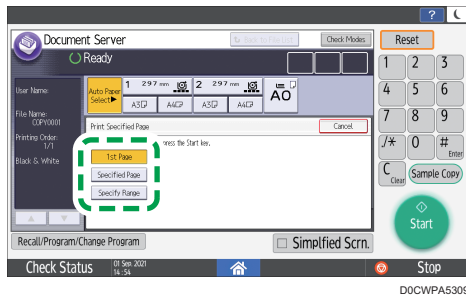 ?
Document Server
Back to File List
Check Modes
Reset
Ready
1 2 3
User Name:
Auto Paper Select▶
1 297 mm
2 297 mm
A3
A4
A3
A4
A0
4 5 6
File Name:
COPY0001
7 8 9
Printing Order:
1/1
Print Specified Page
Cancel
Black & White
press the Start key.
./* 0 # Enter
1st Page
C Clear
Sample Copy
Specified Page
Specify Range
Start
▲ ▼
Recall/Program/Change Program
Simplfied Scrn.
Check Status
01 Sep. 2021
14:54
Stop
D0CWPA5309